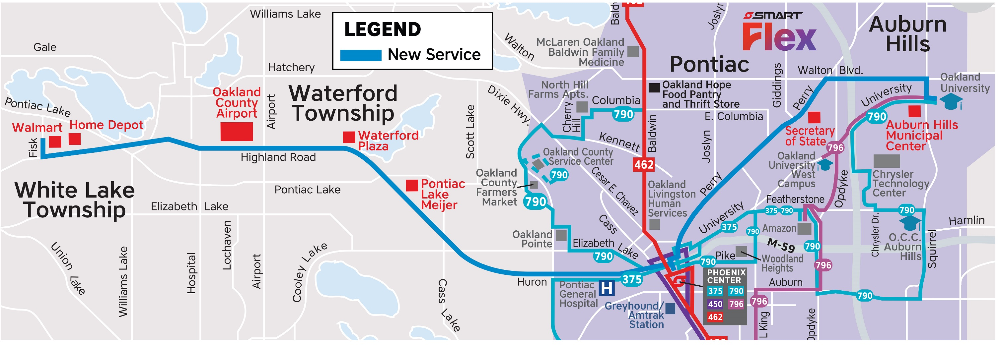 Williams Lake
LEGEND
New Service
Gale
Hatchery
Walton
Joslyn
SMART
Flex
Auburn
Hills
McLaren Oakland
Baldwin Family
Medicine
Pontiac
Giddings
Walton Blvd.
Oakland
University
Pontiac Lake
Oakland
County
Airport
Airport
Waterford
Township
Scott Lake
Dixie Hwy.
North Hill
Farms Apts.
Cherry
Hill
Columbia
790
Oakland Hope
Food Pantry
and Thrift Store
E. Columbia
Perry
University
790
Walmart
Home Depot
Fisk
Waterford
Plaza
Highland Road
Kennett
Baldwin
Joslyn
Secretary
of State
796
Auburn Hills
Municipal
Center
White Lake
Township
Pontiac Lake
Pontiac
Lake
Meijer
Elizabeth Lake
Oakland County
Service Center
790
Oakland
County
Farmers
Market
790
462
Cesar E. Chavez
Oakland
Livingston
Human
Services
Perry
Oakland
University
West
Campus
Opdyke
Chrysler
Technology
Center
Featherstone
375
790
790
University
375
790
Amazon
Hamlin
Union Lake
Williams Lake
Hospital
Lochaven
Airport
Cooley Lake
Cass Lake
Oakland
Pointe
Elizabeth Lake
790
Cass
M-59
790
Chrysler Dr.
O.C.C.
Auburn
Hills
Squirrel
Pike
790
Woodland
Heights
796
Huron
375
Pontiac
General
Hospital
H
Greyhound/
Amtrak
Station
PHOENIX
CENTER
375 790
450 796
462
Auburn
796
790
L King
Opdyke